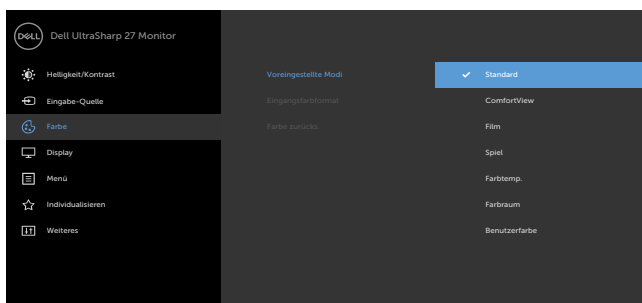 DELL Dell UltraSharp 27 Monitor
Helligkeit/Kontrast
Eingabe-Quelle
Farbe
Display
Menü
Individualisieren
Weiteres
Voreingestellte Modi
Eingangsfarbformat
Farbe zurücks.
Standard
ComfortView
Film
Spiel
Farbtemp.
Farbraum
Benutzerfarbe